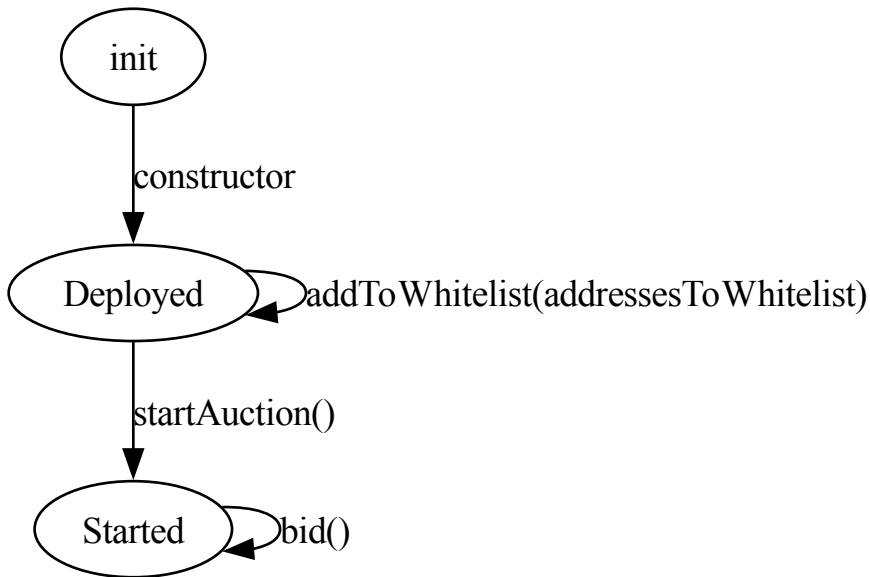 init
constructor
Deployed
addToWhitelist(addressesToWhitelist)
startAuction()
Started
bid()